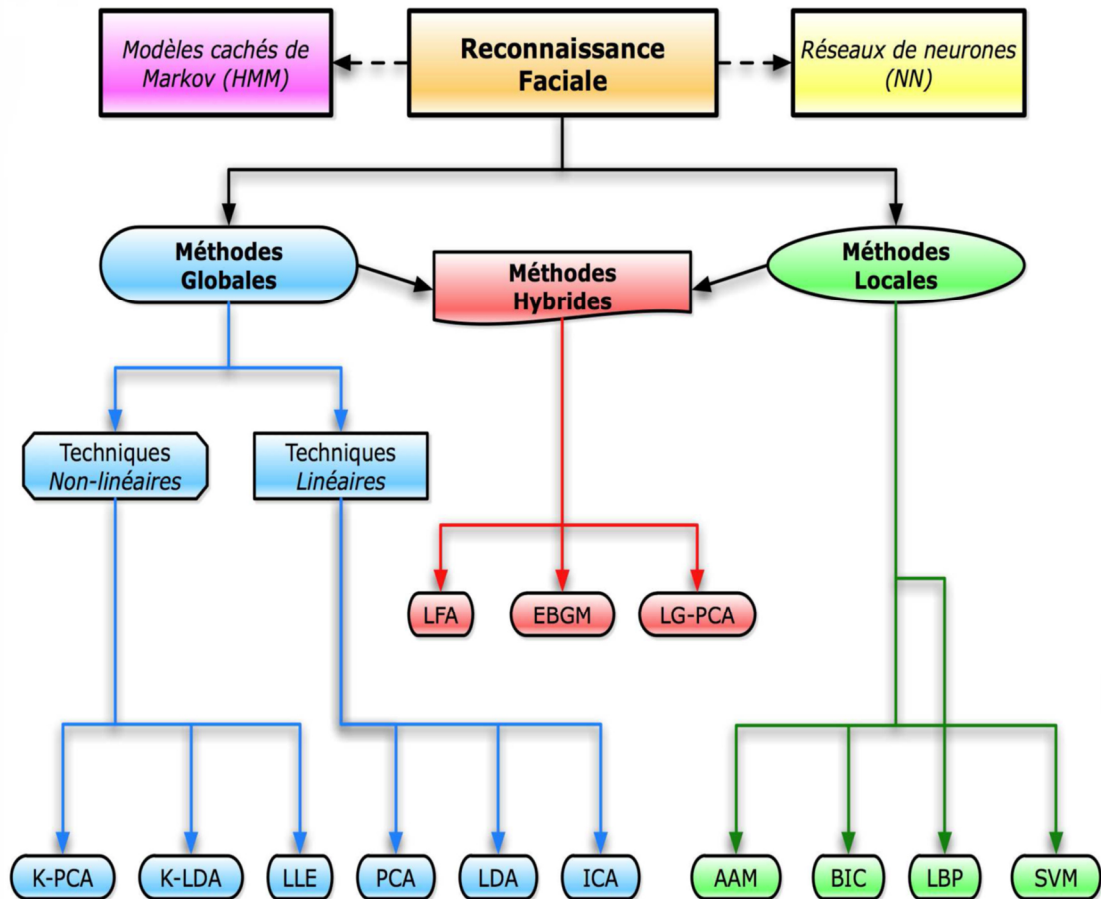 Modèles cachés de
Markov (HMM)
Reconnaissance
Faciale
Réseaux de neurones
(NN)
Méthodes
Globales
Méthodes
Hybrides
Méthodes
Locales
Techniques
Non-linéaires
Techniques
Linéaires
LFA
EBGM
LG-PCA
K-PCA
K-LDA
LLE
PCA
LDA
ICA
AAM
BIC
LBP
SVM